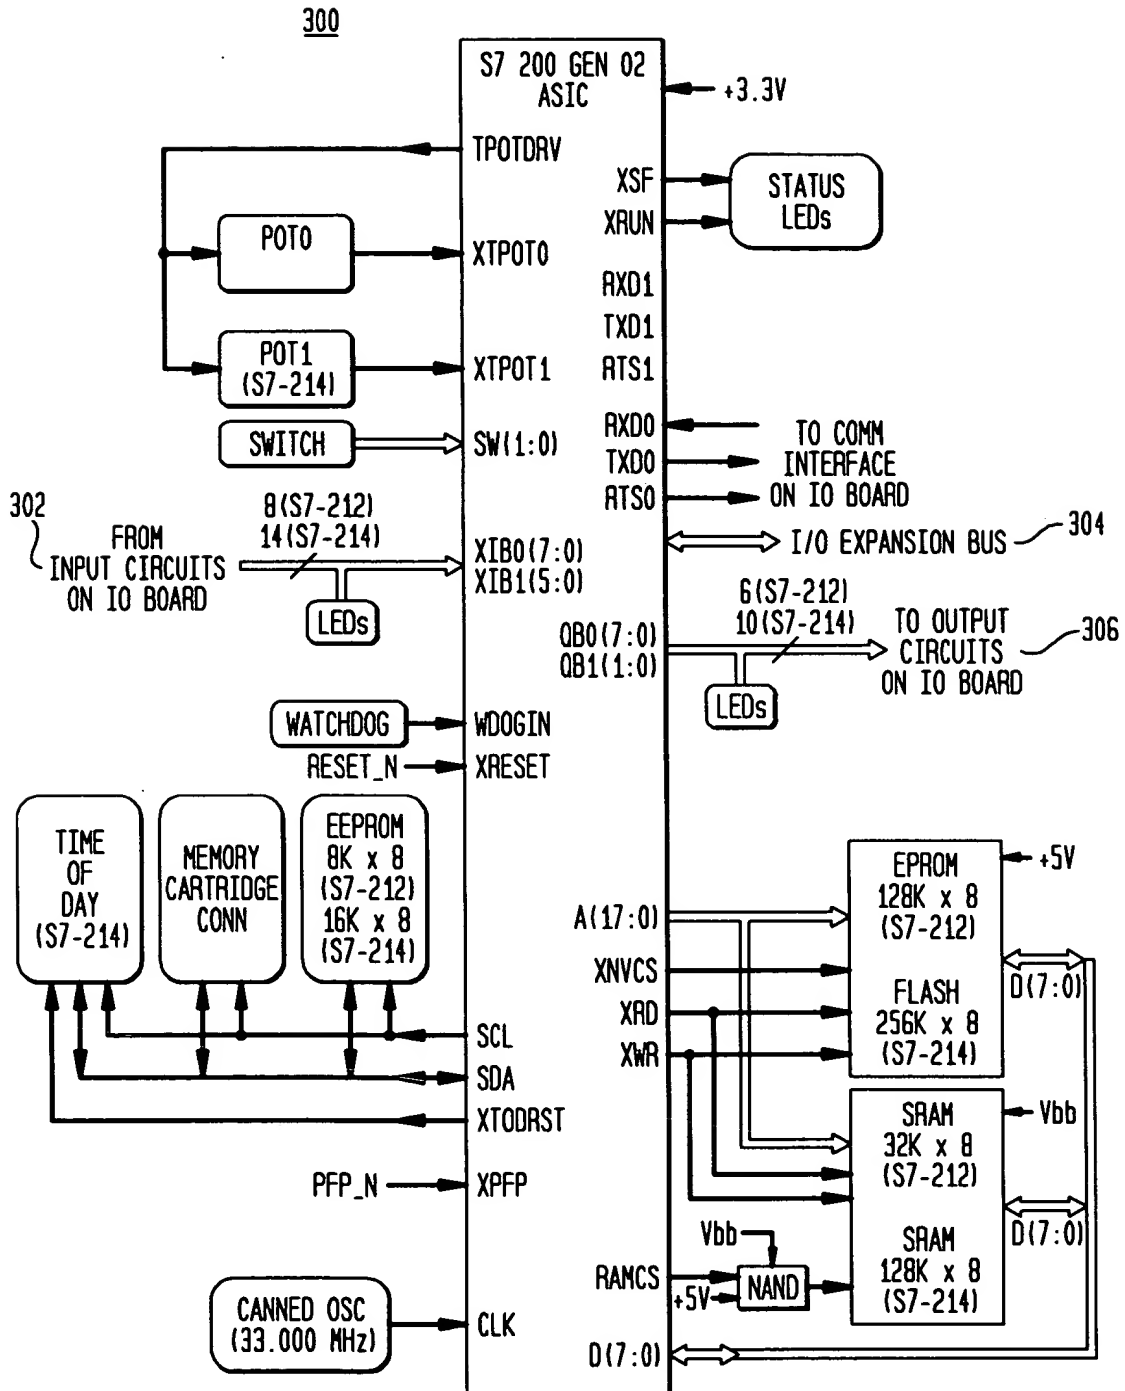 300
S7 200 GEN 02
ASIC
+3.3V
TPOTDRV
XSF
XRUN
STATUS
LEDs
POT0
XTPOT0
RXD1
TXD1
RTS1
POT1
(S7-214)
XTPOT1
SWITCH
SW(1:0)
RXD0
TXD0
RTS0
TO COMM
INTERFACE
ON IO BOARD
302
FROM
INPUT CIRCUITS
ON IO BOARD
8(S7-212)
14(S7-214)
XIB0(7:0)
XIB1(5:0)
LEDs
I/O EXPANSION BUS
304
QB0(7:0)
QB1(1:0)
6(S7-212)
10(S7-214)
LEDs
TO OUTPUT
CIRCUITS
ON IO BOARD
306
WATCHDOG
WDOGIN
RESET_N
XRESET
TIME
OF
DAY
(S7-214)
MEMORY
CARTRIDGE
CONN
EEPROM
8K x 8
(S7-212)
16K x 8
(S7-214)
SCL
SDA
XTODRST
PFP_N
XPFP
CANNED OSC
(33.000 MHz)
CLK
A(17:0)
XNVCS
XRD
XWR
EPROM
128K x 8
(S7-212)
FLASH
256K x 8
(S7-214)
+5V
D(7:0)
SRAM
32K x 8
(S7-212)
SRAM
128K x 8
(S7-214)
Vbb
D(7:0)
Vbb
RAMCS
+5V
NAND
D(7:0)